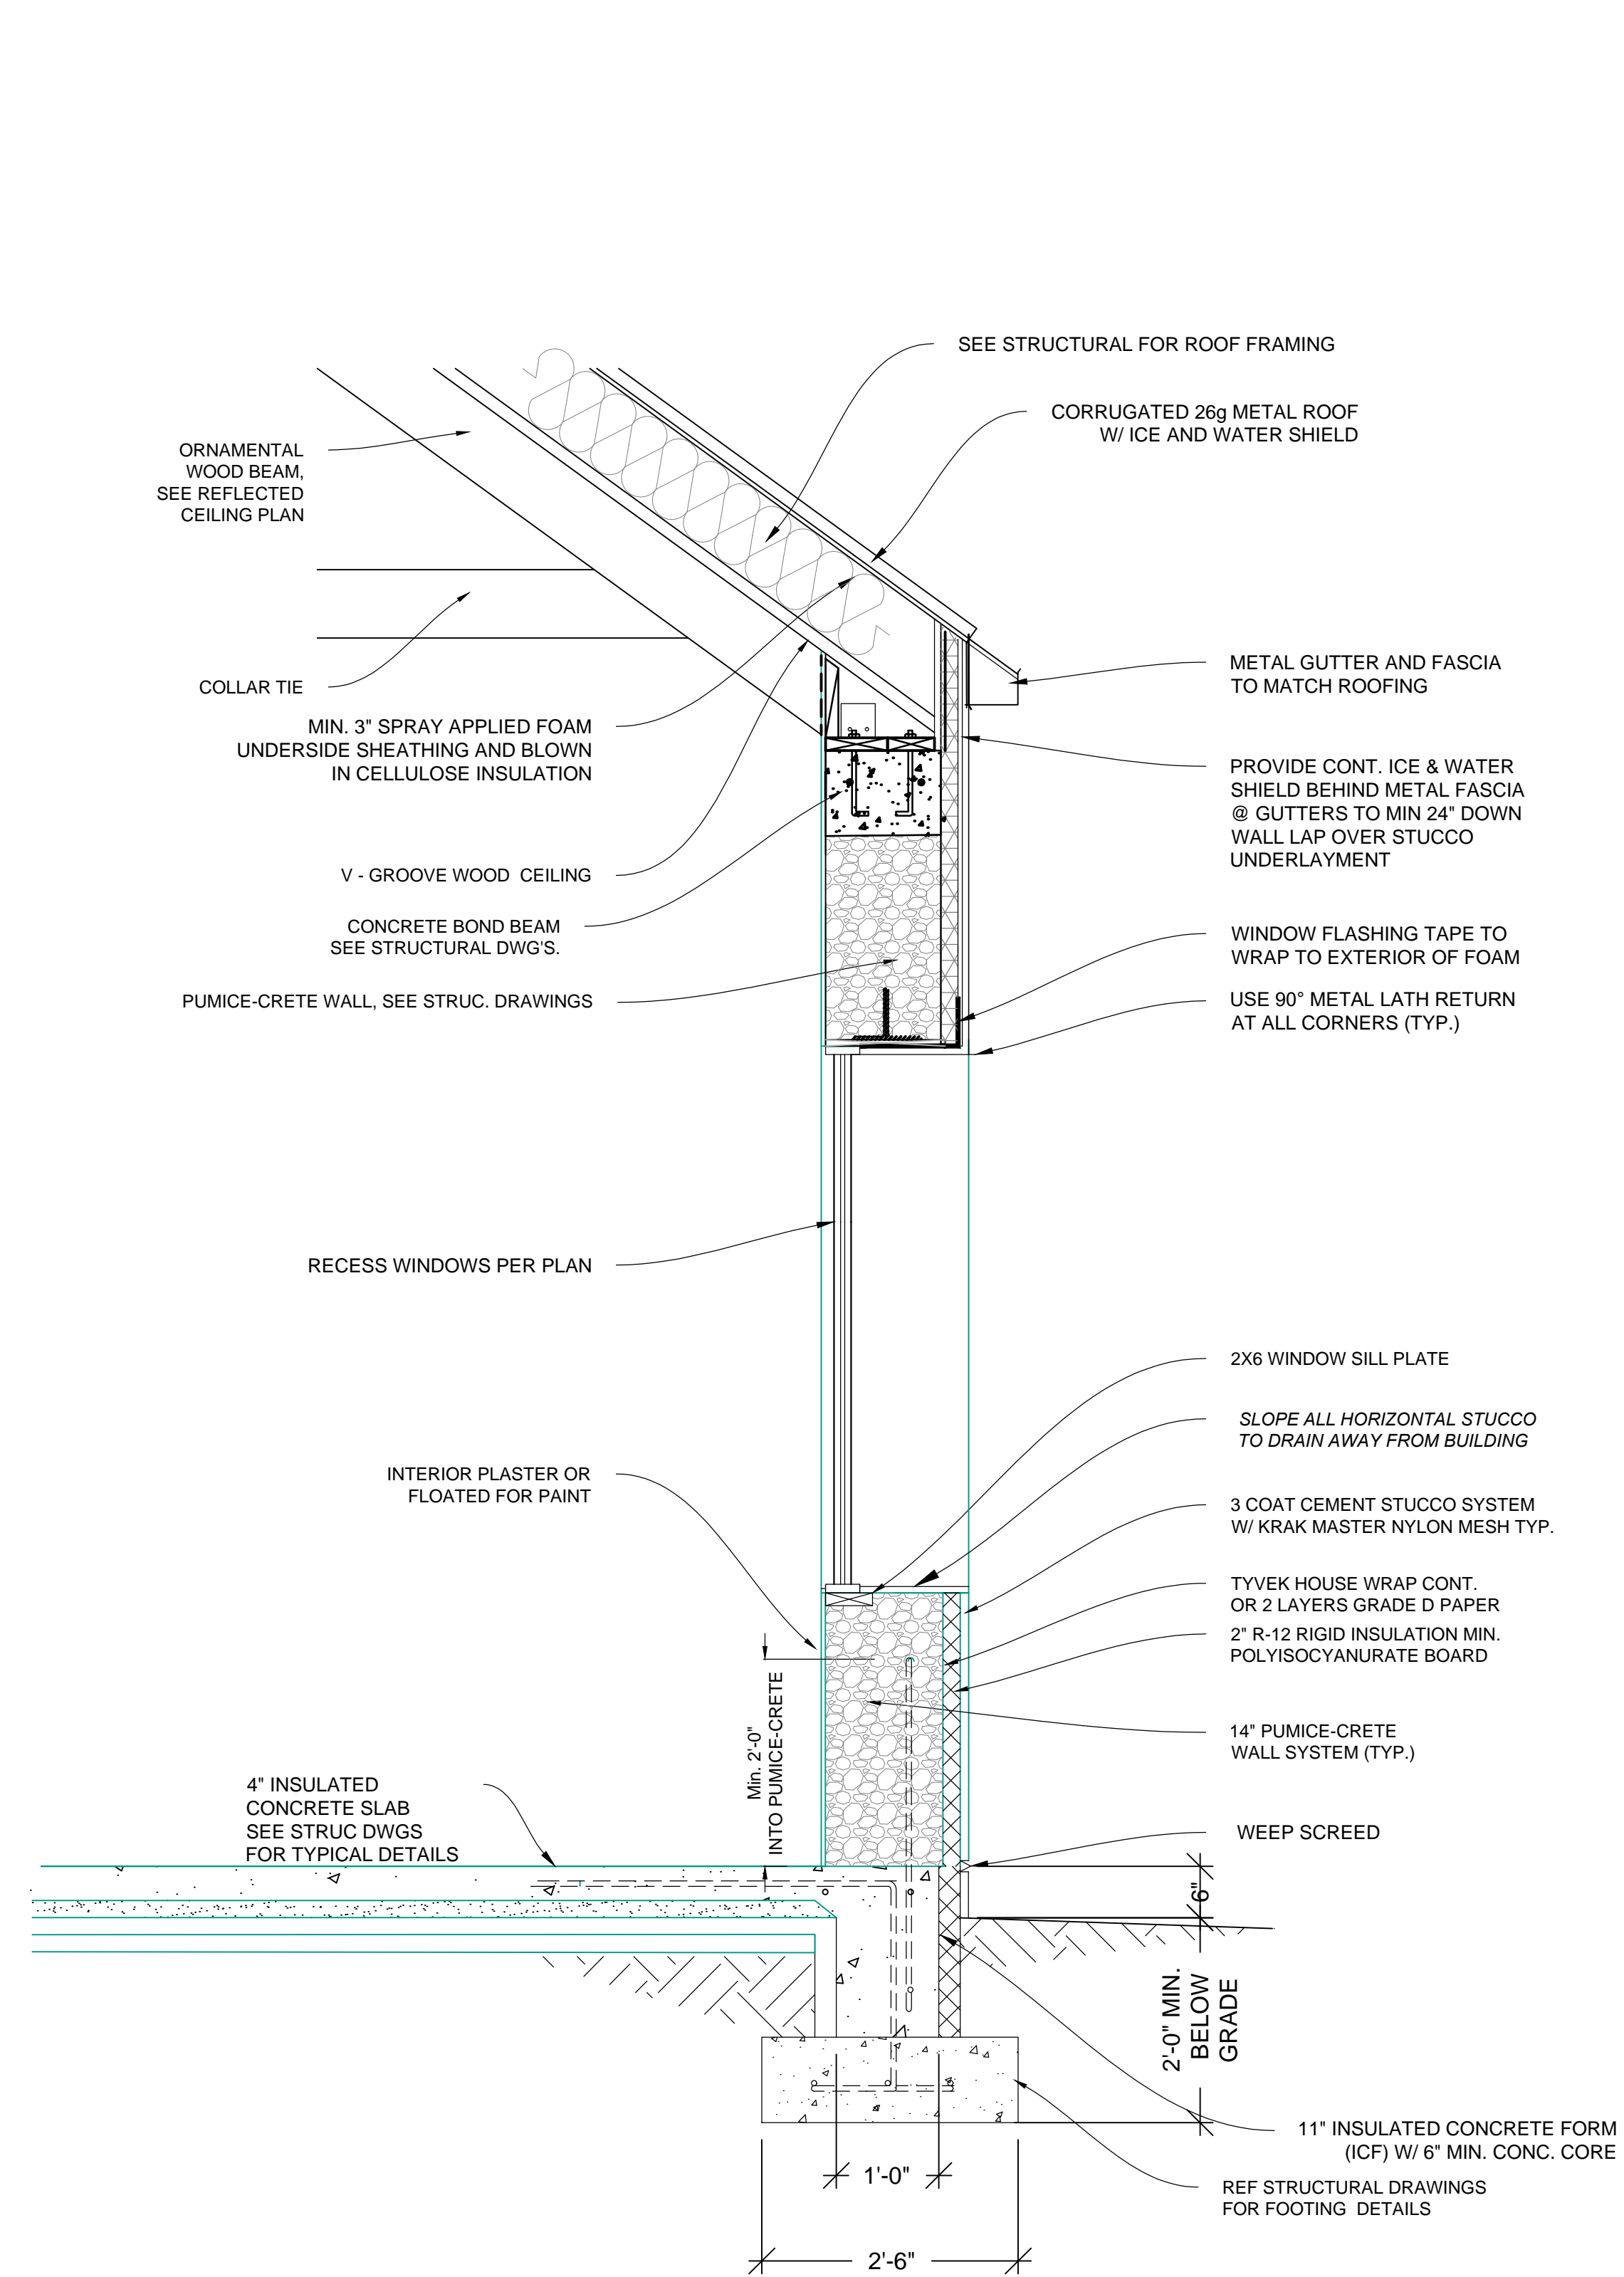 SEE STRUCTURAL FOR ROOF FRAMING
CORRUGATED 26g METAL ROOF
W/ ICE AND WATER SHIELD
ORNAMENTAL
WOOD BEAM,
SEE REFLECTED
CEILING PLAN
COLLAR TIE
METAL GUTTER AND FASCIA
TO MATCH ROOFING
MIN. 3" SPRAY APPLIED FOAM
UNDERSIDE SHEATHING AND BLOWN
IN CELLULOSE INSULATION
PROVIDE CONT. ICE & WATER
SHIELD BEHIND METAL FASCIA
@ GUTTERS TO MIN 24" DOWN
WALL LAP OVER STUCCO
UNDERLAYMENT
V - GROOVE WOOD CEILING
CONCRETE BOND BEAM
SEE STRUCTURAL DWG'S.
WINDOW FLASHING TAPE TO
WRAP TO EXTERIOR OF FOAM
PUMICE-CRETE WALL, SEE STRUC. DRAWINGS
USE 90° METAL LATH RETURN
AT ALL CORNERS (TYP.)
RECESS WINDOWS PER PLAN
2X6 WINDOW SILL PLATE
SLOPE ALL HORIZONTAL STUCCO
TO DRAIN AWAY FROM BUILDING
INTERIOR PLASTER OR
FLOATED FOR PAINT
3 COAT CEMENT STUCCO SYSTEM
W/ KRAK MASTER NYLON MESH TYP.
TYVEK HOUSE WRAP CONT.
OR 2 LAYERS GRADE D PAPER
2" R-12 RIGID INSULATION MIN.
POLYISOCYANURATE BOARD
Min. 2'-0"
INTO PUMICE-CRETE
14" PUMICE-CRETE
WALL SYSTEM (TYP.)
4" INSULATED
CONCRETE SLAB
SEE STRUC DWGS
FOR TYPICAL DETAILS
WEEP SCREED
6"
2'-0" MIN.
BELOW
GRADE
11" INSULATED CONCRETE FORM
(ICF) W/ 6" MIN. CONC. CORE
REF STRUCTURAL DRAWINGS
FOR FOOTING DETAILS
1'-0"
2'-6"